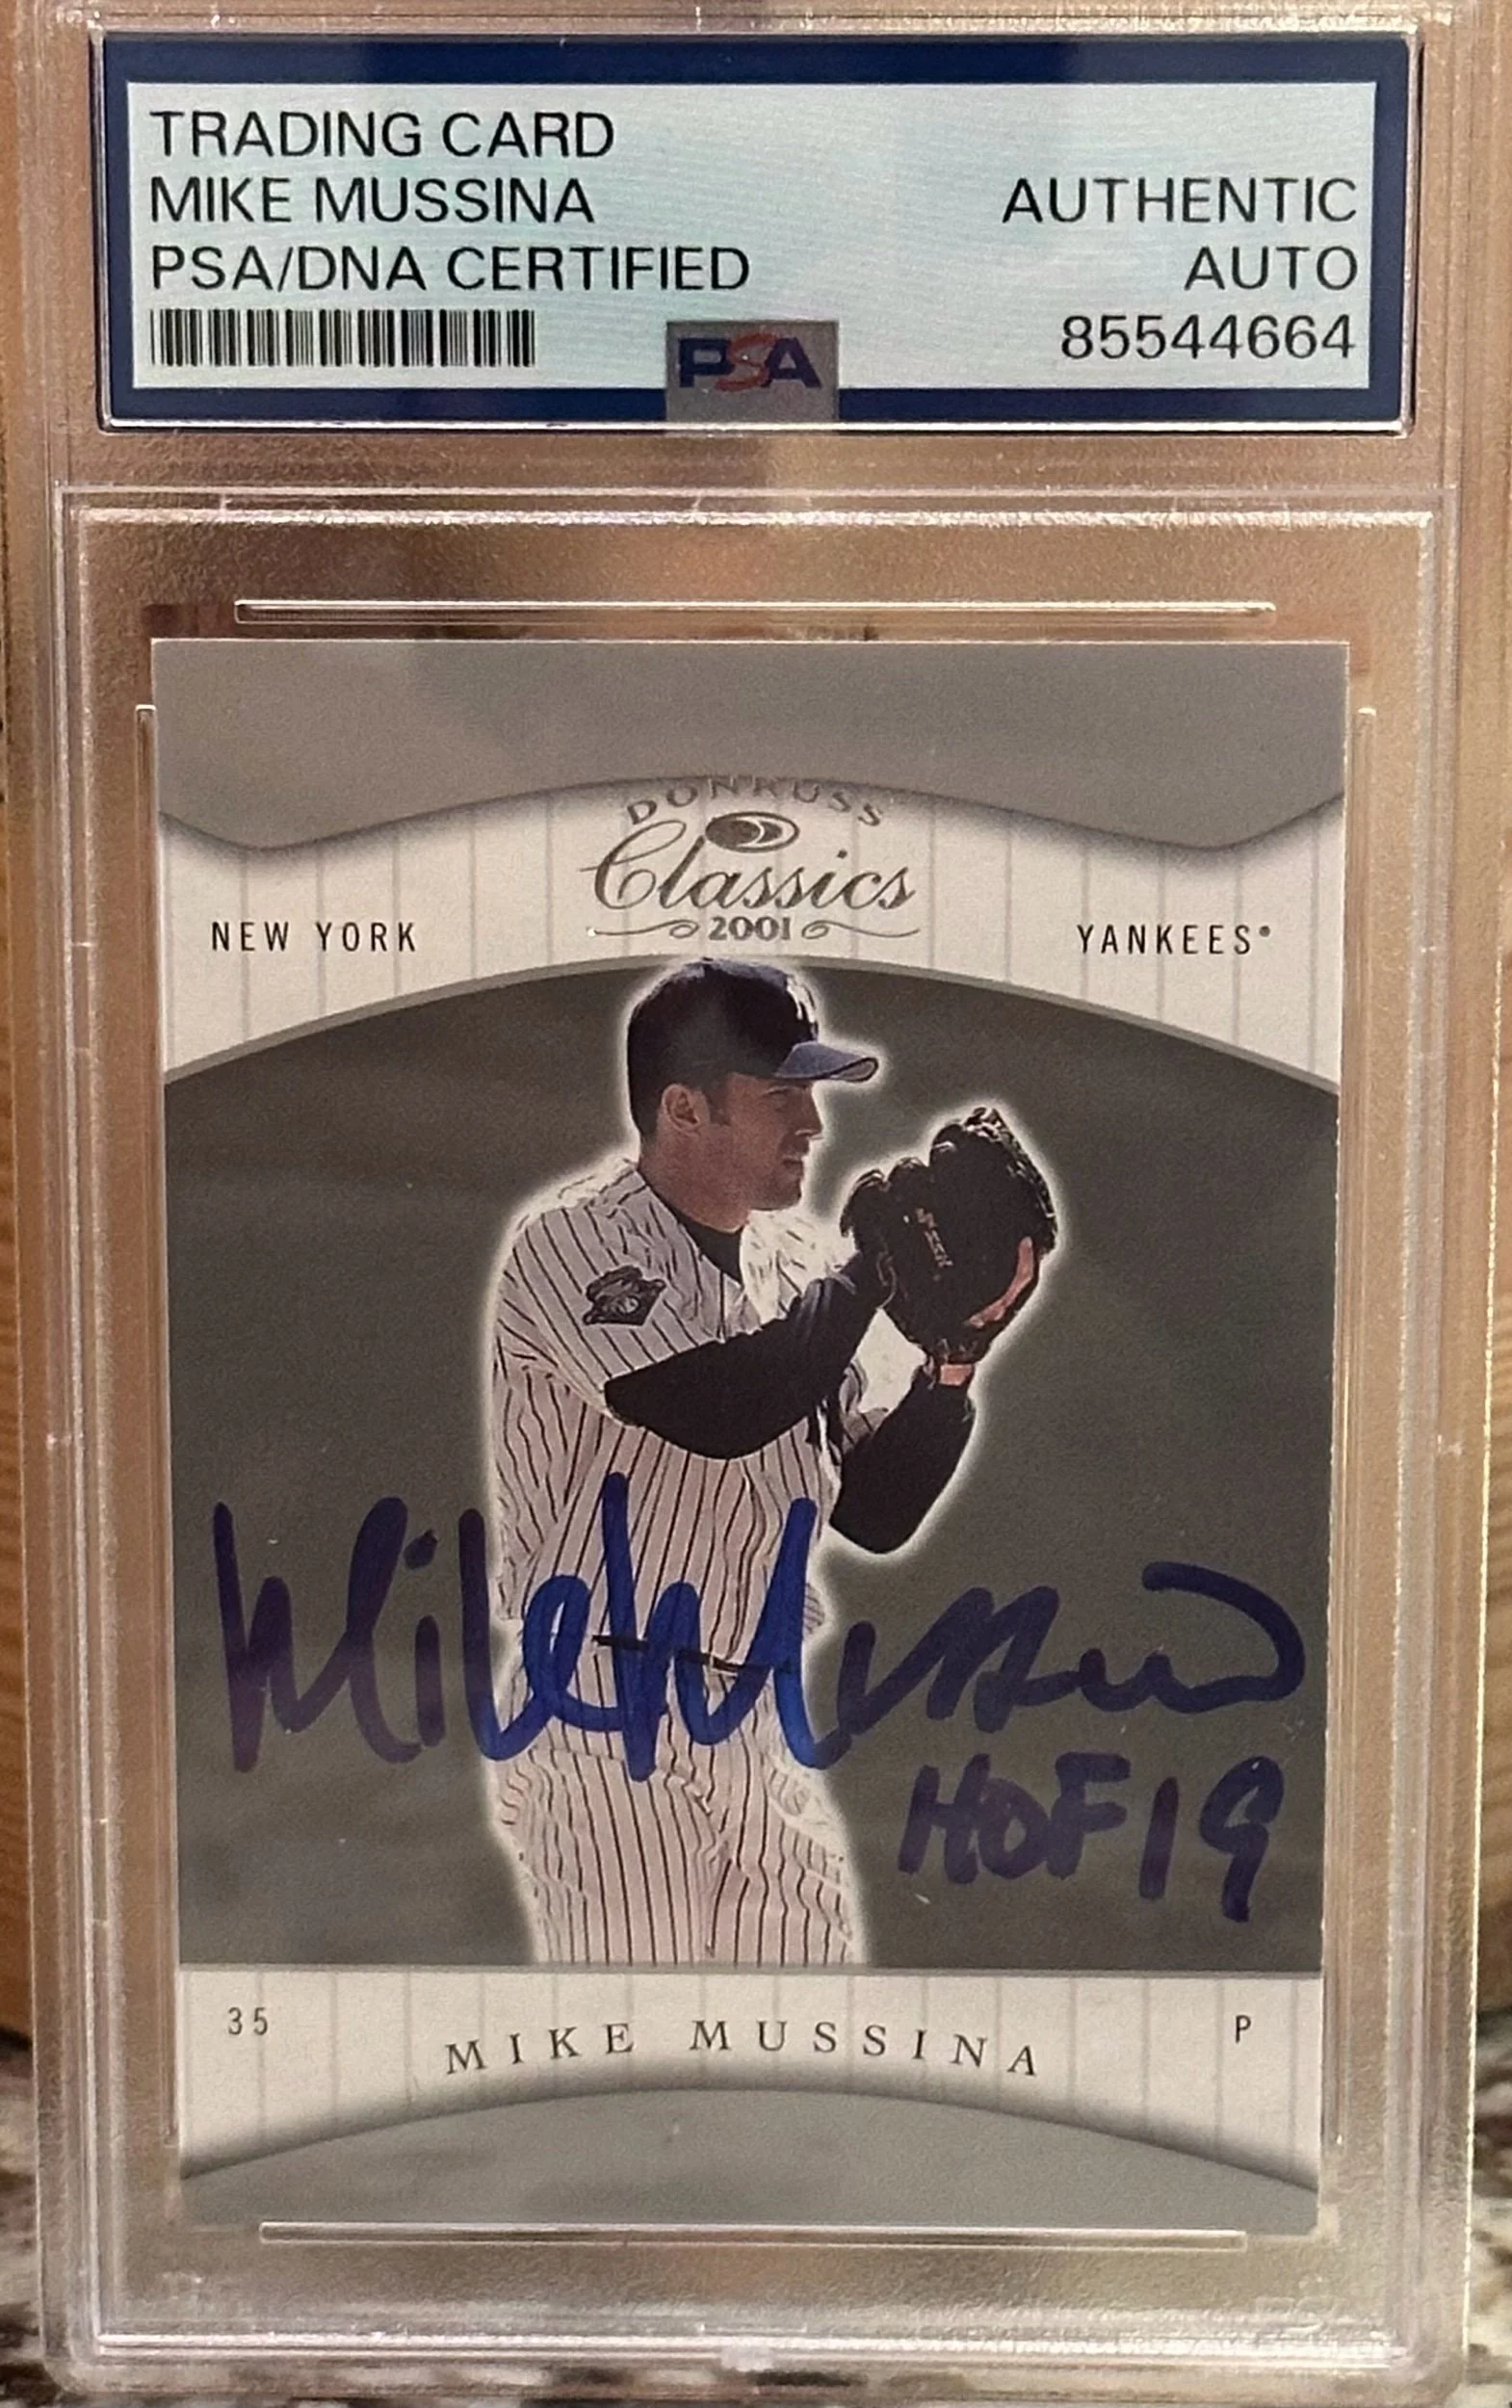 TRADING CARD
MIKE MUSSINA
PSA/DNA CERTIFIED
AUTHENTIC
AUTO
85544664
PSA
DONRUSS
Classics
2001
NEW YORK
YANKEES
Mike Mussina
HOF 19
35
MIKE MUSSINA
P